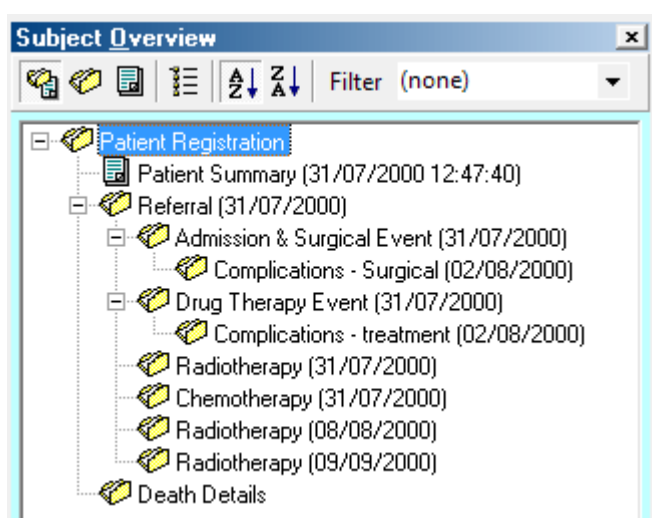 Subject Overview
A Z Z A Filter (none)
Patient Registration
Patient Summary (31/07/2000 12:47:40)
Referral (31/07/2000)
Admission & Surgical Event (31/07/2000)
Complications - Surgical (02/08/2000)
Drug Therapy Event (31/07/2000)
Complications - treatment (02/08/2000)
Radiotherapy (31/07/2000)
Chemotherapy (31/07/2000)
Radiotherapy (08/08/2000)
Radiotherapy (09/09/2000)
Death Details